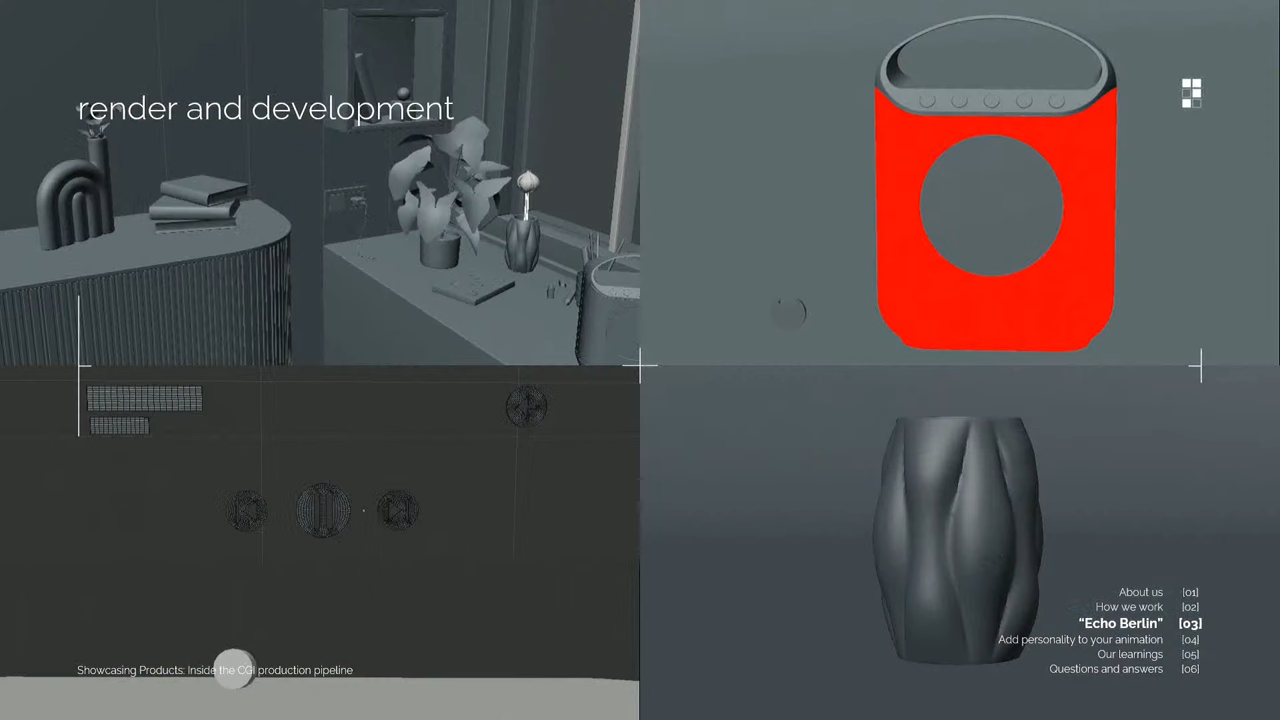 render and development
About us [01]
How we work [02]
“Echo Berlin” [03]
Add personality to your animation [04]
Our learnings [05]
Questions and answers [06]
Showcasing Products: Inside the CGI production pipeline